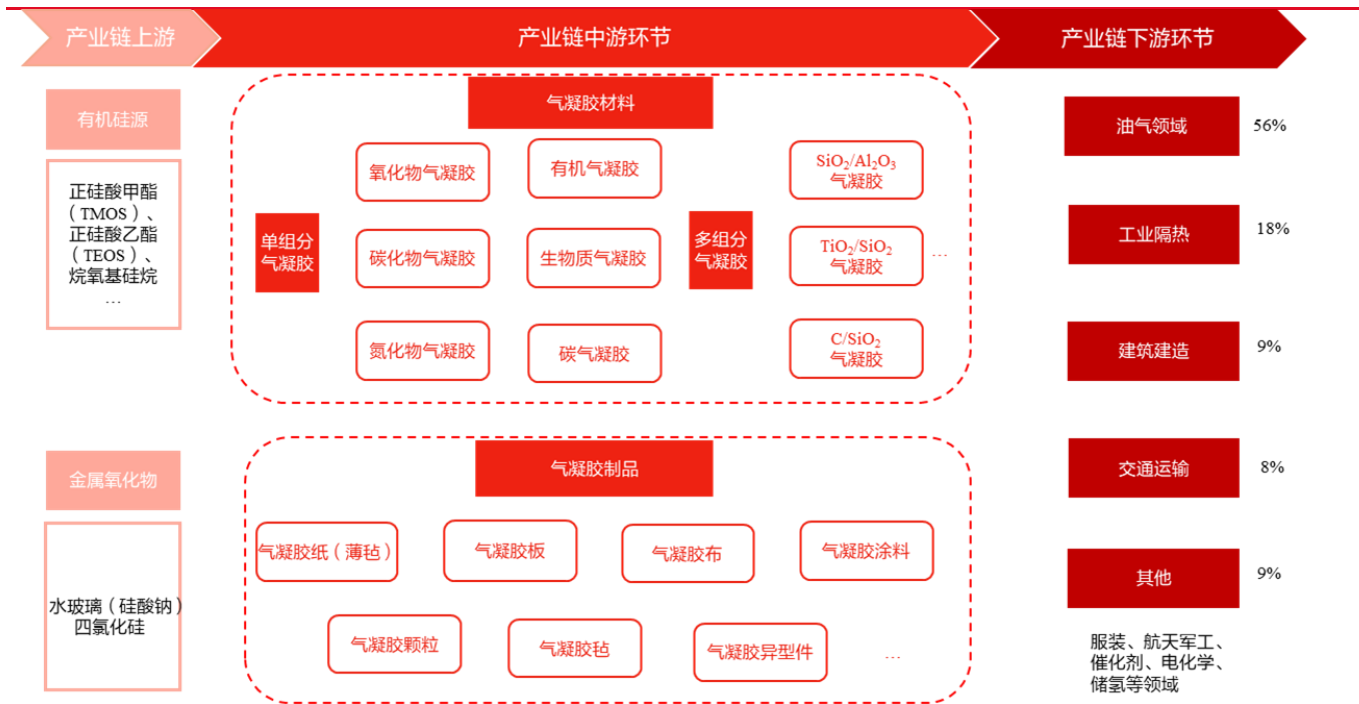 产业链上游
产业链中游环节
产业链下游环节
有机硅源
正硅酸甲酯
（TMOS）、
正硅酸乙酯
（TEOS）、
烷氧基硅烷
…
金属氧化物
水玻璃（硅酸钠）
四氯化硅
气凝胶材料
单组分
气凝胶
氧化物气凝胶
有机气凝胶
碳化物气凝胶
生物质气凝胶
氮化物气凝胶
碳气凝胶
多组分
气凝胶
SiO₂/Al₂O₃
气凝胶
TiO₂/SiO₂
气凝胶
…
C/SiO₂
气凝胶
气凝胶制品
气凝胶纸（薄毡）
气凝胶板
气凝胶布
气凝胶涂料
气凝胶颗粒
气凝胶毡
气凝胶异型件
…
油气领域
56%
工业隔热
18%
建筑建造
9%
交通运输
8%
其他
9%
服装、航天军工、
催化剂、电化学、
储氢等领域